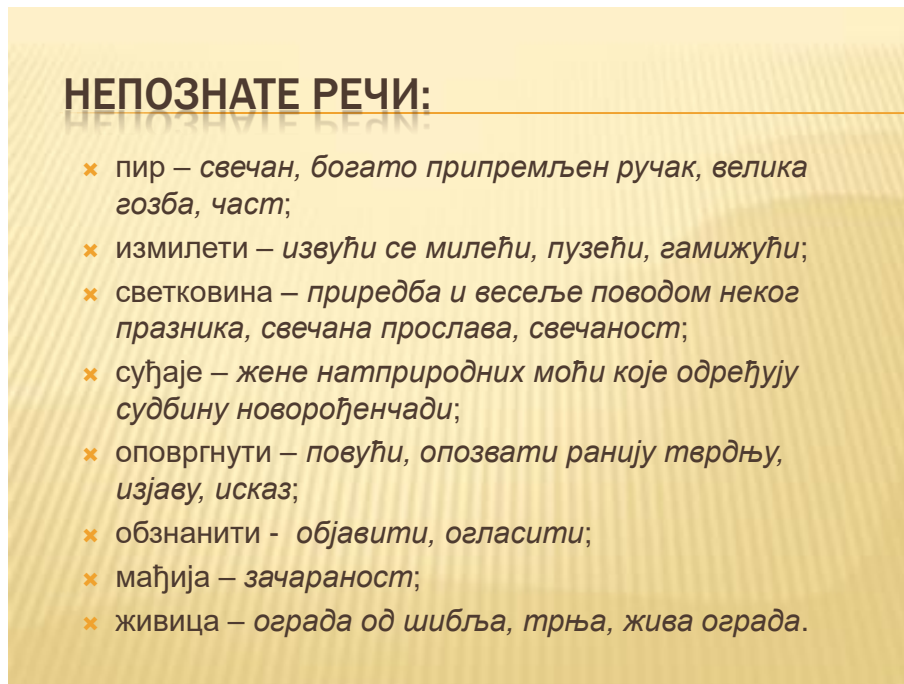 НЕПОЗНАТЕ РЕЧИ:
пир – свечан, богато припремљен ручак, велика
гозба, част;
измилети – извући се милећи, пузећи, гамижући;
светковина – приредба и весеље поводом неког
празника, свечана прослава, свечаност;
суђаје – жене натприродних моћи које одређују
судбину новорођенчади;
оповргнути – повући, опозвати ранију тврдњу,
изјаву, исказ;
обзнанити - објавити, огласити;
мађија – зачараност;
живица – ограда од шибља, трња, жива ограда.